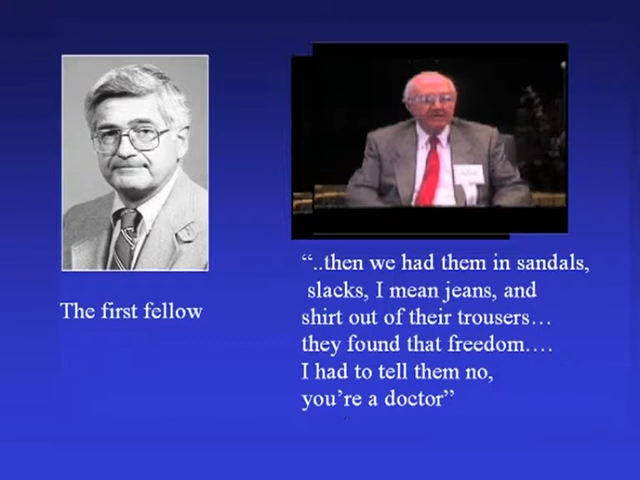 The first fellow
“..then we had them in sandals,
slacks, I mean jeans, and
shirt out of their trousers…
they found that freedom….
I had to tell them no,
you’re a doctor”